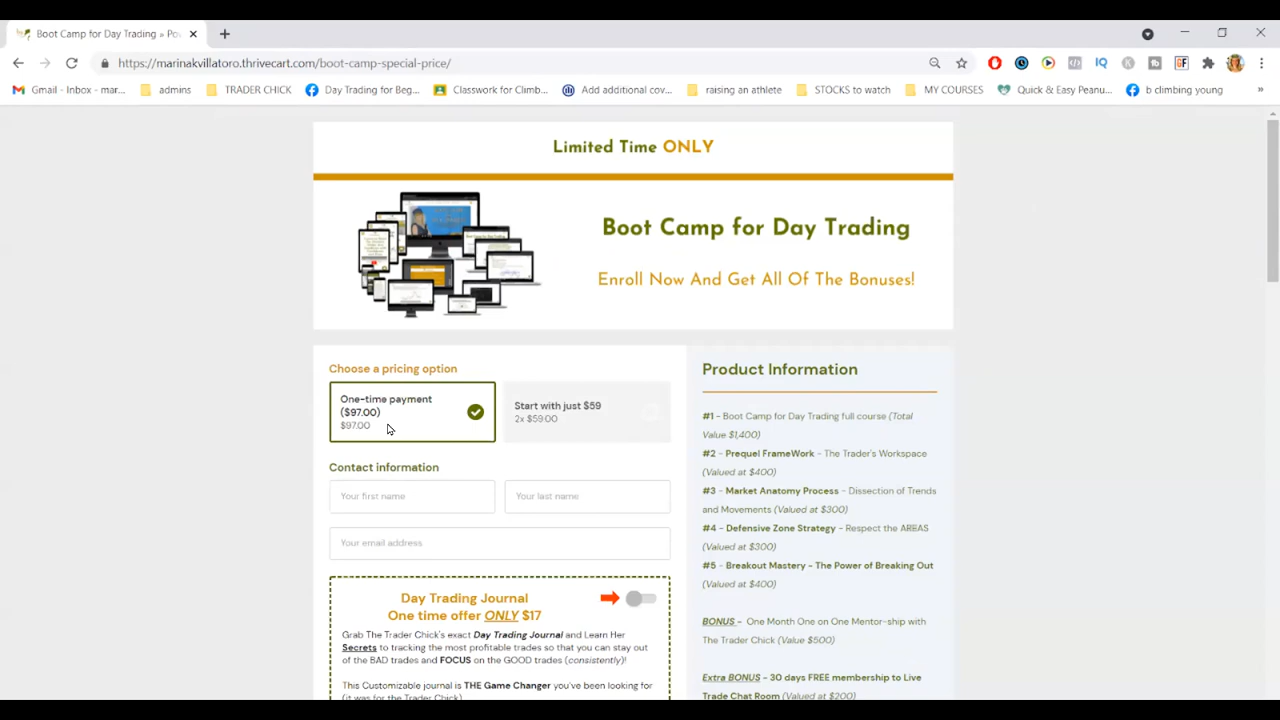 Boot Camp for Day Trading » Po
https://marinakvillatoro.thrivecart.com/boot-camp-special-price/
Gmail - Inbox - mar... admins TRADER CHICK Day Trading for Beg... Classwork for Climb... Add additional cov... raising an athlete STOCKS to watch MY COURSES Quick & Easy Peanu... b climbing young »
Limited Time ONLY
Boot Camp for Day Trading
Enroll Now And Get All Of The Bonuses!
Choose a pricing option
One-time payment
($97.00)
$97.00
Start with just $59
2x $59.00
Contact information
Your first name
Your last name
Your email address
Day Trading Journal
One time offer ONLY $17
Grab The Trader Chick's exact Day Trading Journal and Learn Her
Secrets to tracking the most profitable trades so that you can stay out
of the BAD trades and FOCUS on the GOOD trades (consistently)!
This Customizable journal is THE Game Changer you've been looking for
(it was for the Trader Chick)
Product Information
#1 - Boot Camp for Day Trading full course (Total
Value $1,400)
#2 - Prequel FrameWork - The Trader's Workspace
(Valued at $400)
#3 - Market Anatomy Process - Dissection of Trends
and Movements (Valued at $300)
#4 - Defensive Zone Strategy - Respect the AREAS
(Valued at $300)
#5 - Breakout Mastery - The Power of Breaking Out
(Valued at $400)
BONUS - One Month One on One Mentor-ship with
The Trader Chick (Value $500)
Extra BONUS - 30 days FREE membership to Live
Trade Chat Room (Valued at $200)